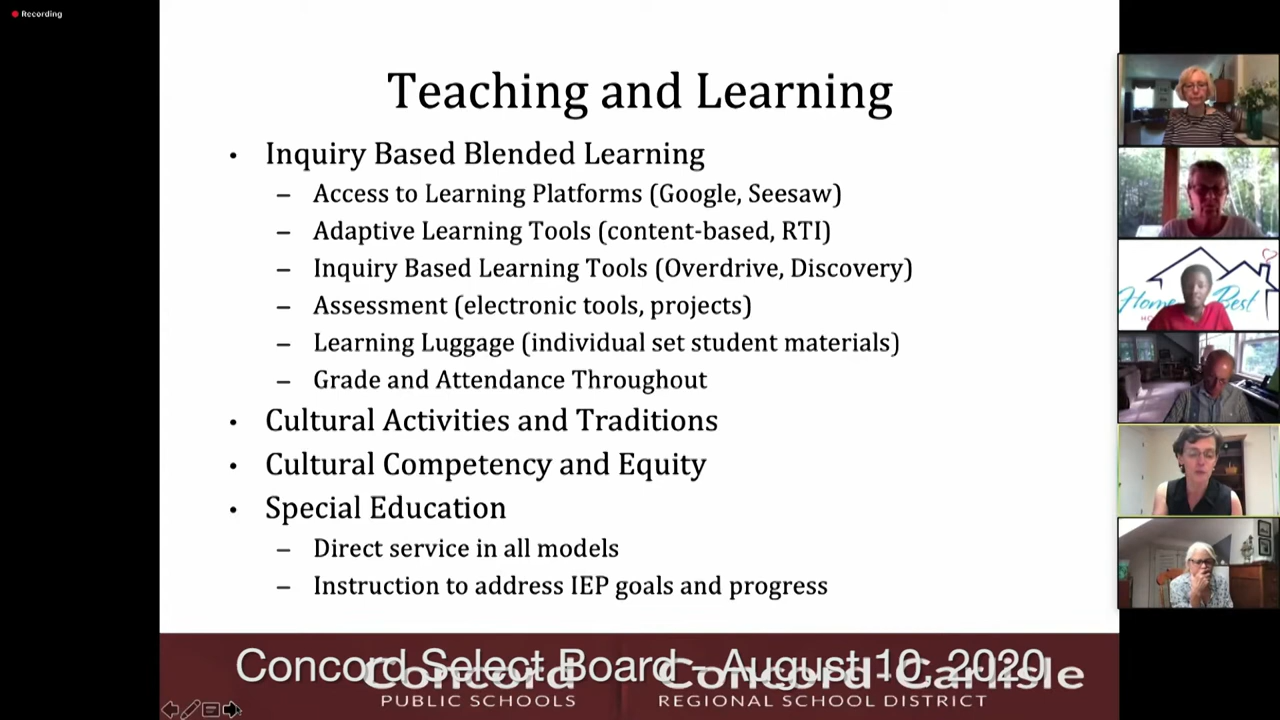 Recording
Teaching and Learning
• Inquiry Based Blended Learning
– Access to Learning Platforms (Google, Seesaw)
– Adaptive Learning Tools (content-based, RTI)
– Inquiry Based Learning Tools (Overdrive, Discovery)
– Assessment (electronic tools, projects)
– Learning Luggage (individual set student materials)
– Grade and Attendance Throughout
• Cultural Activities and Traditions
• Cultural Competency and Equity
• Special Education
– Direct service in all models
– Instruction to address IEP goals and progress
Concord Select Board - August 10, 2020
Concord
PUBLIC SCHOOLS
Concord-Carlisle
REGIONAL SCHOOL DISTRICT
Home
Best